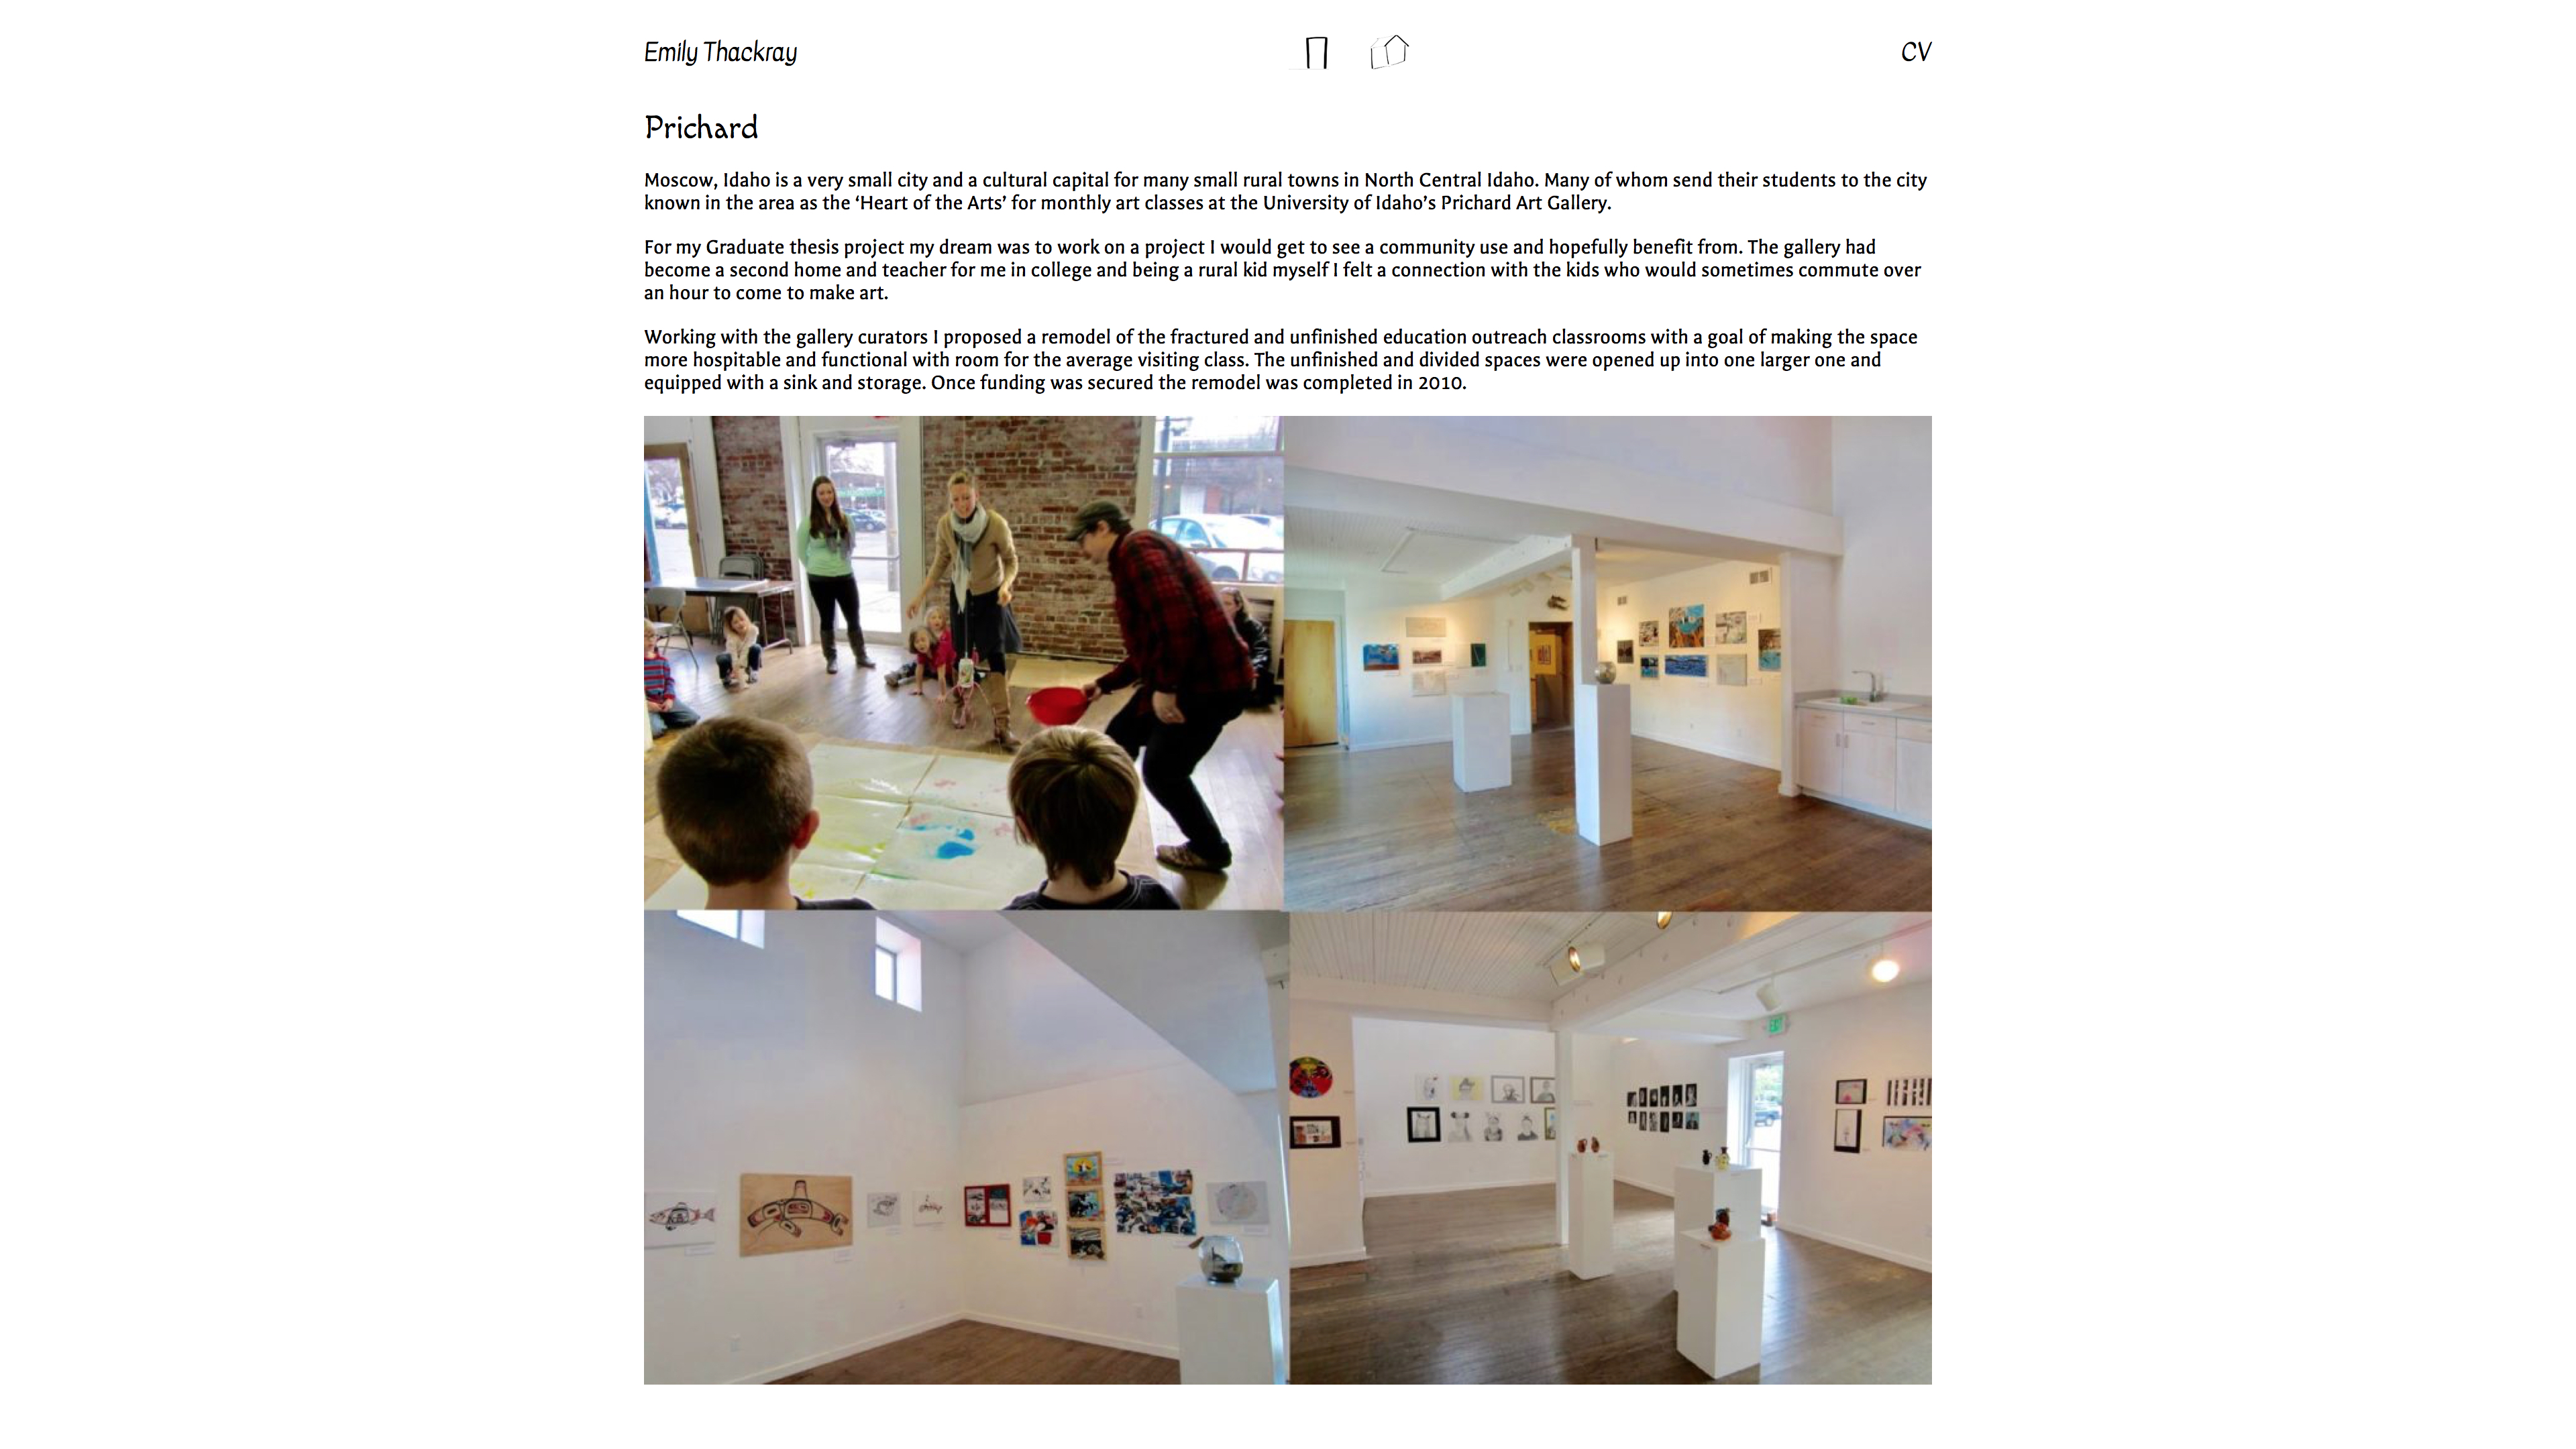 Emily Thackray
CV
Prichard
Moscow, Idaho is a very small city and a cultural capital for many small rural towns in North Central Idaho. Many of whom send their students to the city
known in the area as the ‘Heart of the Arts’ for monthly art classes at the University of Idaho’s Prichard Art Gallery.
For my Graduate thesis project my dream was to work on a project I would get to see a community use and hopefully benefit from. The gallery had
become a second home and teacher for me in college and being a rural kid myself I felt a connection with the kids who would sometimes commute over
an hour to come to make art.
Working with the gallery curators I proposed a remodel of the fractured and unfinished education outreach classrooms with a goal of making the space
more hospitable and functional with room for the average visiting class. The unfinished and divided spaces were opened up into one larger one and
equipped with a sink and storage. Once funding was secured the remodel was completed in 2010.